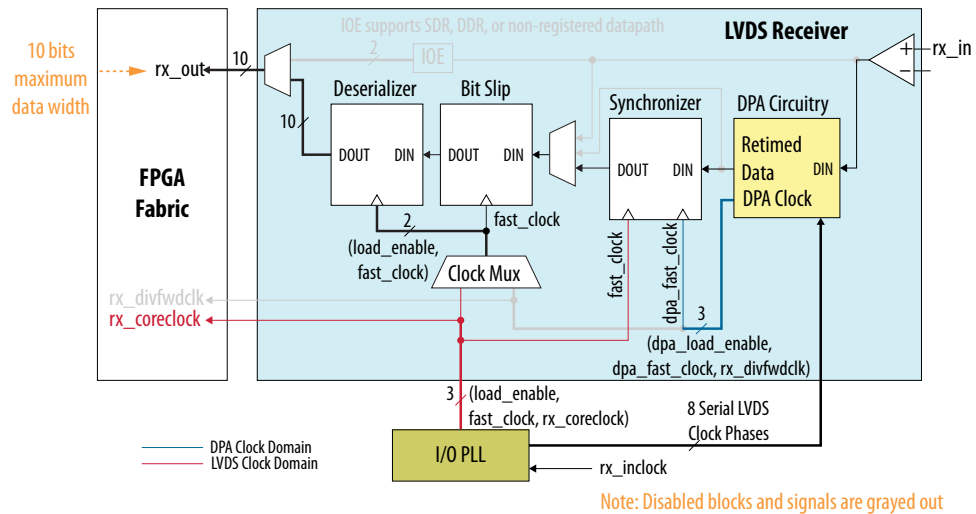 IOE supports SDR, DDR, or non-registered datapath
LVDS Receiver
10 bits
maximum
data width
rx_out
10
2
IOE
+
−
rx_in
Deserializer
Bit Slip
Synchronizer
DPA Circuitry
10
DOUT
DIN
DOUT
DIN
DOUT
DIN
Retimed
Data
DIN
DPA Clock
FPGA
Fabric
2
fast_clock
(load_enable,
fast_clock)
Clock Mux
fast_clock
dpa_fast_clock
rx_divfwdclk
rx_coreclock
3
(dpa_load_enable,
dpa_fast_clock, rx_divfwdclk)
3
(load_enable,
fast_clock, rx_coreclock)
8 Serial LVDS
Clock Phases
I/O PLL
rx_inclock
DPA Clock Domain
LVDS Clock Domain
Note: Disabled blocks and signals are grayed out